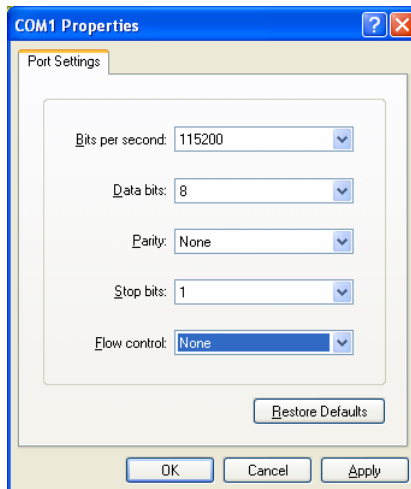 COM1 Properties
Port Settings
Bits per second: 115200
Data bits: 8
Parity: None
Stop bits: 1
Flow control: None
Restore Defaults
OK Cancel Apply